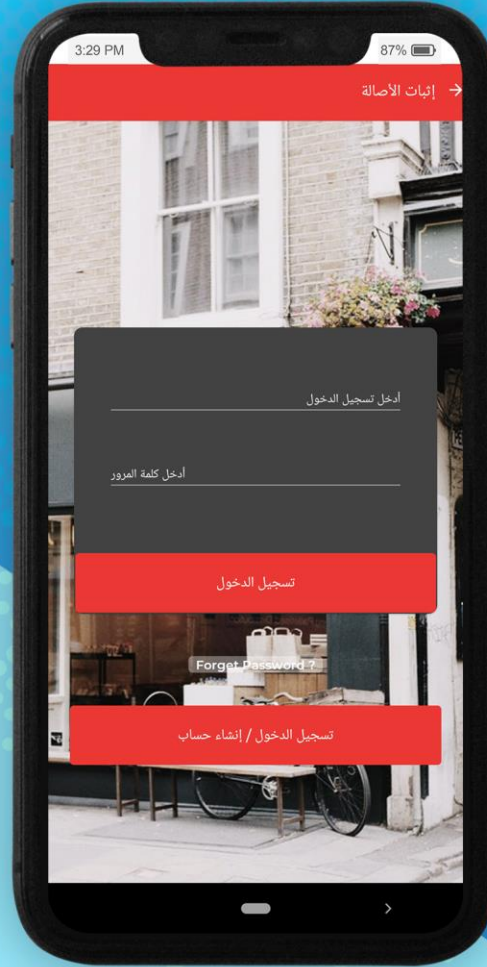 3:29 PM
87%
إثبات الأصالة
أدخل تسجيل الدخول
أدخل كلمة المرور
تسجيل الدخول
Forget Password ?
تسجيل الدخول / إنشاء حساب